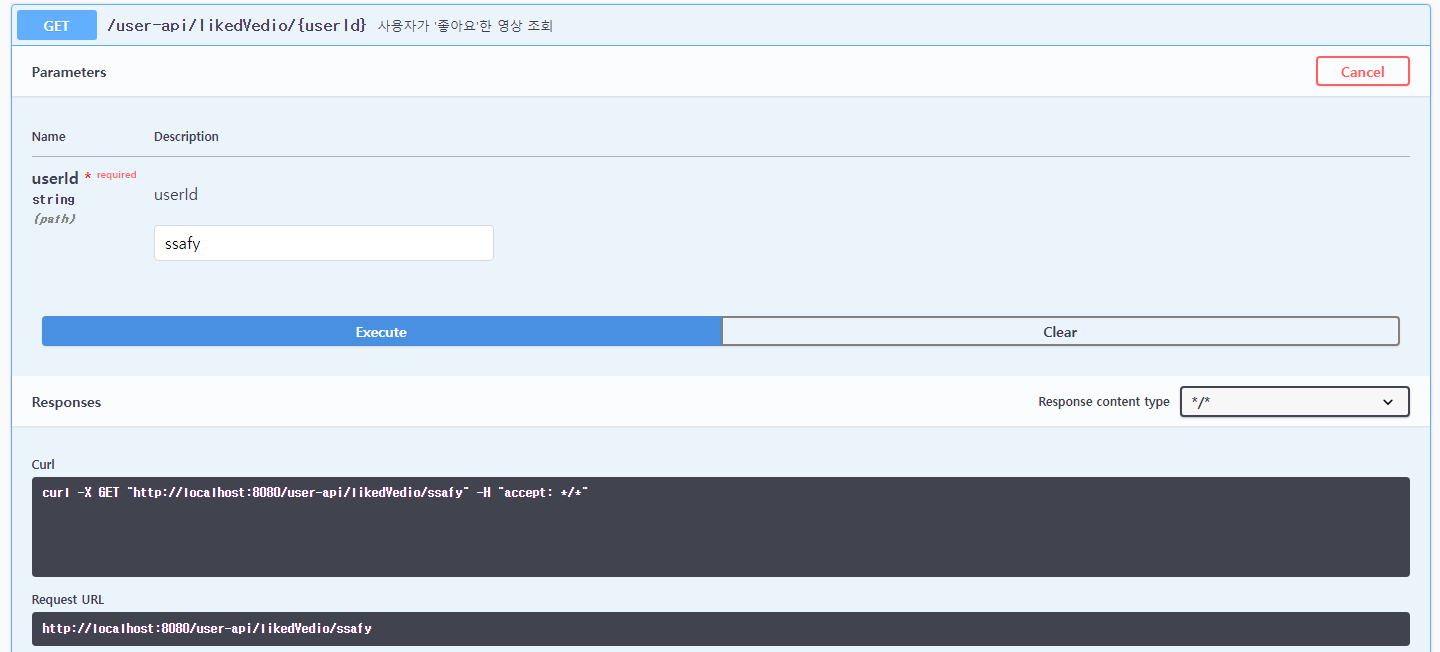 GET /user-api/likedVedio/{userId} 사용자가 '좋아요'한 영상 조회
Parameters Cancel
Name Description
userId * required
string
(path)
userId
ssafy
Execute Clear
Responses Response content type */*
Curl
curl -X GET "http://localhost:8080/user-api/likedVedio/ssafy" -H "accept: */*"
Request URL
http://localhost:8080/user-api/likedVedio/ssafy